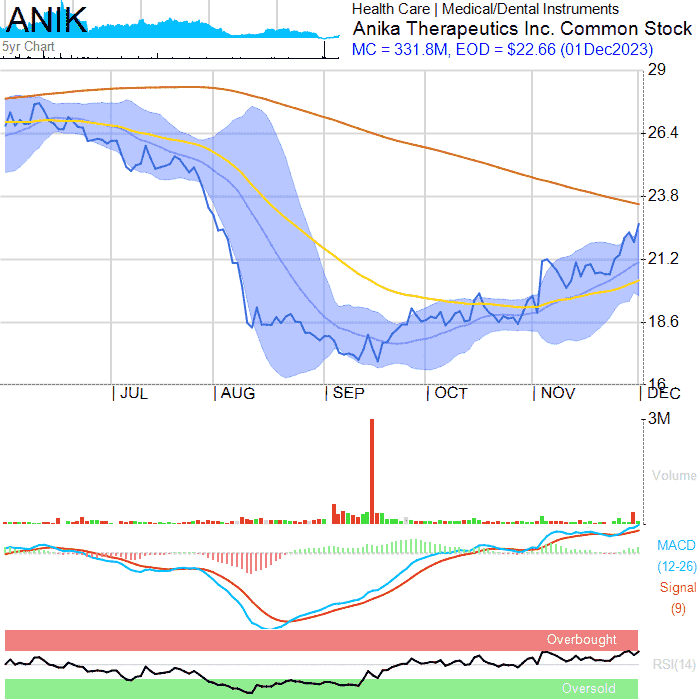 ANIK
Health Care | Medical/Dental Instruments
Anika Therapeutics Inc. Common Stock
MC = 331.8M, EOD = $22.66 (01Dec2023)
5yr Chart
29
26.4
23.8
21.2
18.6
16
JUL
AUG
SEP
OCT
NOV
DEC
3M
Volume
MACD
(12-26)
Signal
(9)
Overbought
RSI(14)
Oversold